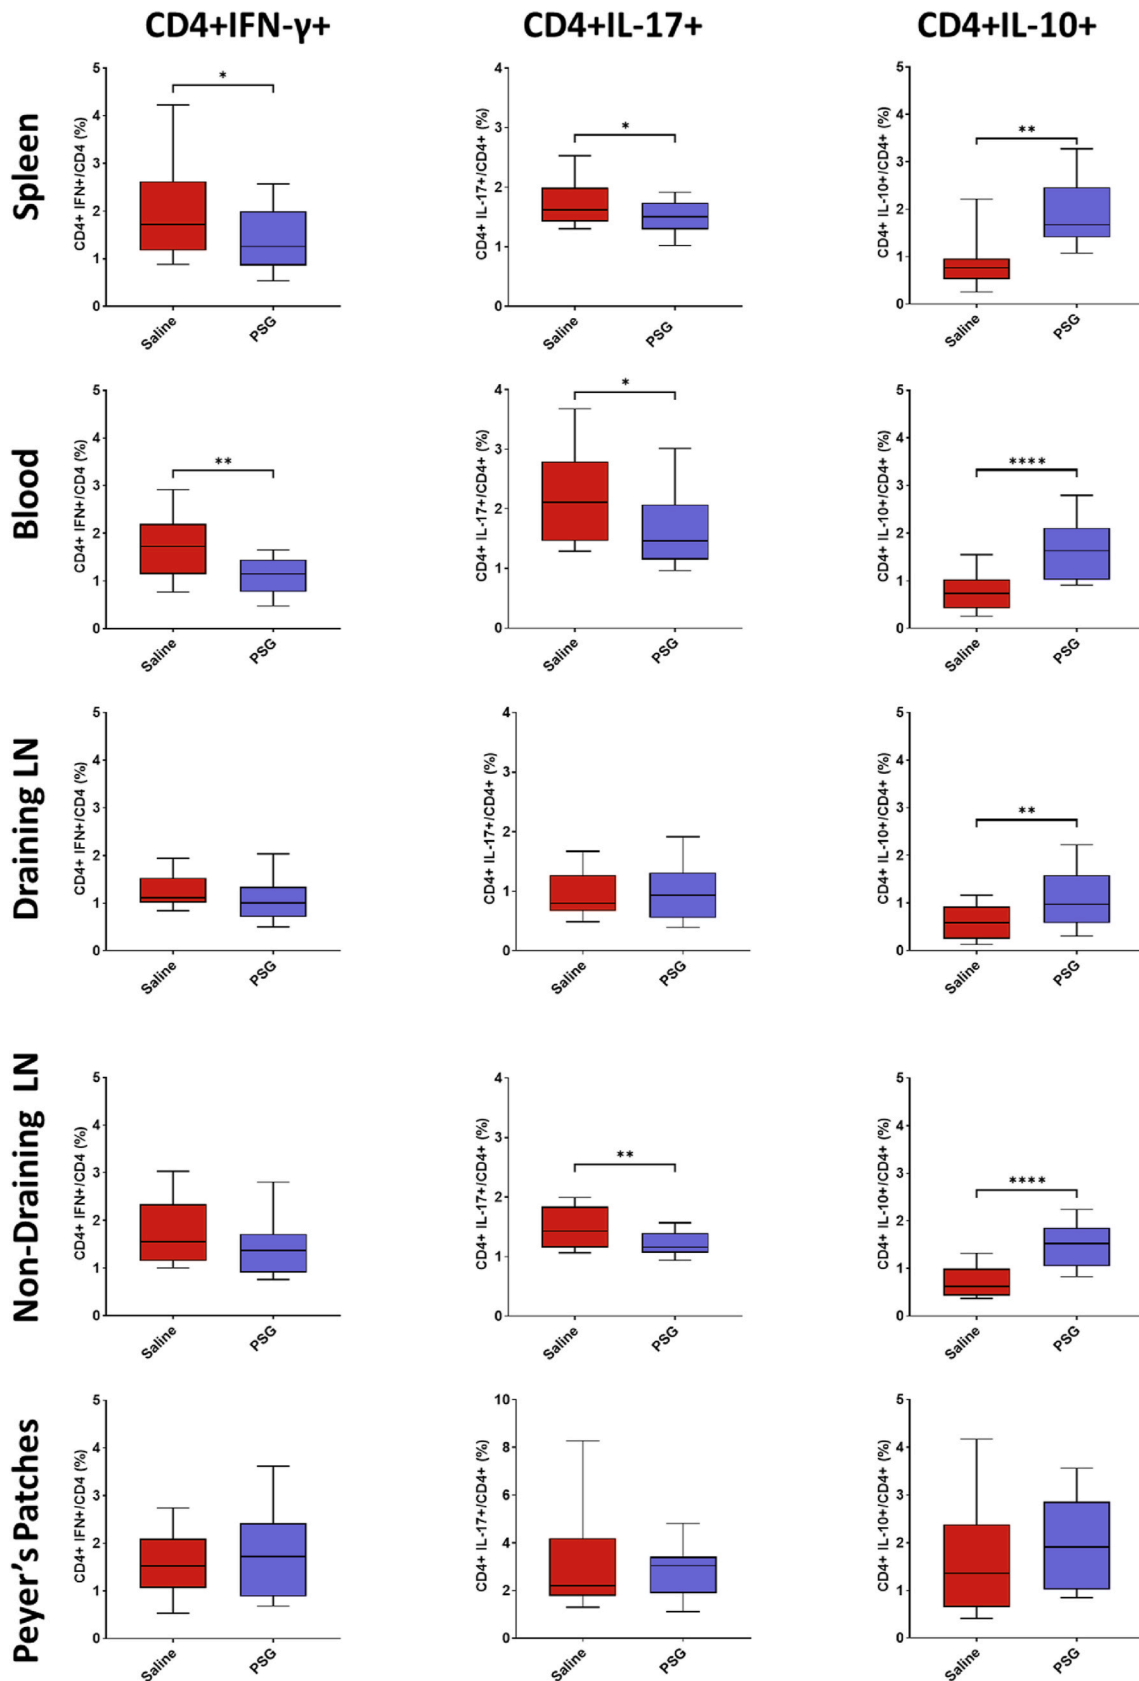 CD4+IFN-γ+ CD4+IL-17+ CD4+IL-10+
Spleen
CD4+ IFN+/CD4 (%)
5
4
3
2
1
0
*
Saline PSG
CD4+ IL-17+/CD4+ (%)
4
3
2
1
0
*
Saline PSG
CD4+ IL-10+/CD4+ (%)
5
4
3
2
1
0
**
Saline PSG
Blood
CD4+ IFN+/CD4 (%)
5
4
3
2
1
0
**
Saline PSG
CD4+ IL-17+/CD4+ (%)
4
3
2
1
0
*
Saline PSG
CD4+ IL-10+/CD4+ (%)
5
4
3
2
1
0
****
Saline PSG
Draining LN
CD4+ IFN+/CD4 (%)
5
4
3
2
1
0
Saline PSG
CD4+ IL-17+/CD4+ (%)
4
3
2
1
0
Saline PSG
CD4+ IL-10+/CD4+ (%)
5
4
3
2
1
0
**
Saline PSG
Non-Draining LN
CD4+ IFN+/CD4 (%)
5
4
3
2
1
0
Saline PSG
CD4+ IL-17+/CD4+ (%)
4
3
2
1
0
**
Saline PSG
CD4+ IL-10+/CD4+ (%)
5
4
3
2
1
0
****
Saline PSG
Peyer's Patches
CD4+ IFN+/CD4 (%)
5
4
3
2
1
0
Saline PSG
CD4+ IL-17+/CD4+ (%)
10
8
6
4
2
0
Saline PSG
CD4+ IL-10+/CD4+ (%)
5
4
3
2
1
0
Saline PSG